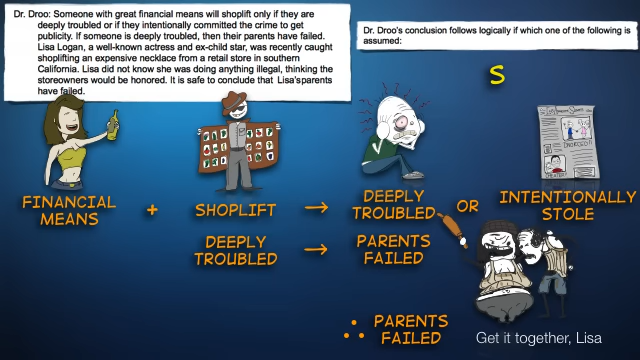 Dr. Droo: Someone with great financial means will shoplift only if they are
deeply troubled or if they intentionally committed the crime to get
publicity. If someone is deeply troubled, then their parents have failed.
Lisa Logan, a well-known actress and ex-child star, was recently caught
shoplifting an expensive necklace from a retail store in southern
California. Lisa did not know she was doing anything illegal, thinking the
storeowners would be honored. It is safe to conclude that Lisa'sparents
have failed.
Dr. Droo's conclusion follows logically if which one of the following is
assumed:
S
FINANCIAL
MEANS
+
SHOPLIFT
→
DEEPLY
TROUBLED
OR
INTENTIONALLY
STOLE
DEEPLY
TROUBLED
→
PARENTS
FAILED
∴ PARENTS
FAILED
Get it together, Lisa